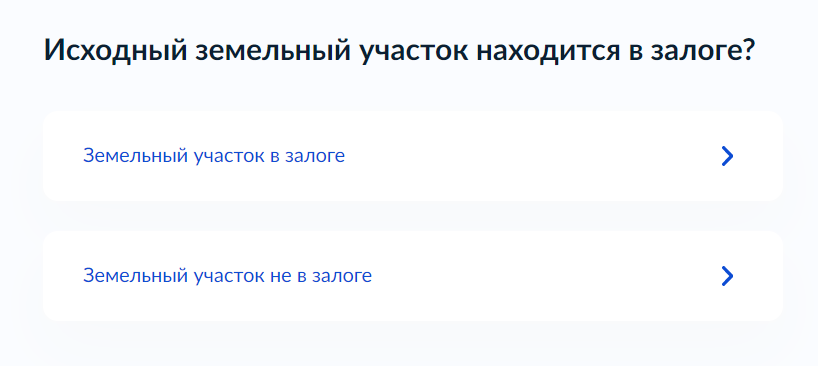 Исходный земельный участок находится в залоге?
Земельный участок в залоге
Земельный участок не в залоге